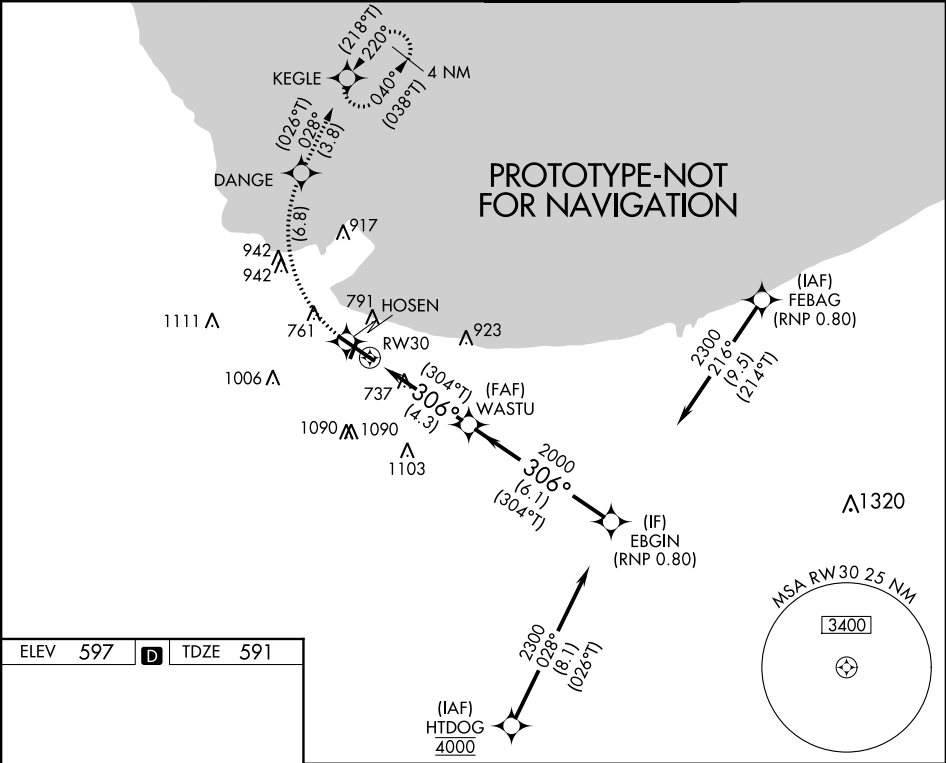 (218°T)
220°
KEGLE
4 NM
040°
(038°T)
(026°T)
028°
(3.8)
DANGE
PROTOTYPE-NOT
FOR NAVIGATION
(6.8)
917
942
942
(IAF)
FEBAG
(RNP 0.80)
791
HOSEN
1111
761
923
2300
216°
(9.5)
(214°T)
RW30
1006
737
(304°T)
306°
(4.3)
(FAF)
WASTU
1090
1090
1103
2000
306°
(6.1)
(304°T)
1320
(IF)
EBGIN
(RNP 0.80)
MSA RW30 25 NM
3400
2300
028°
(8.1)
(026°T)
ELEV 597 D TDZE 591
(IAF)
HTDOG
4000